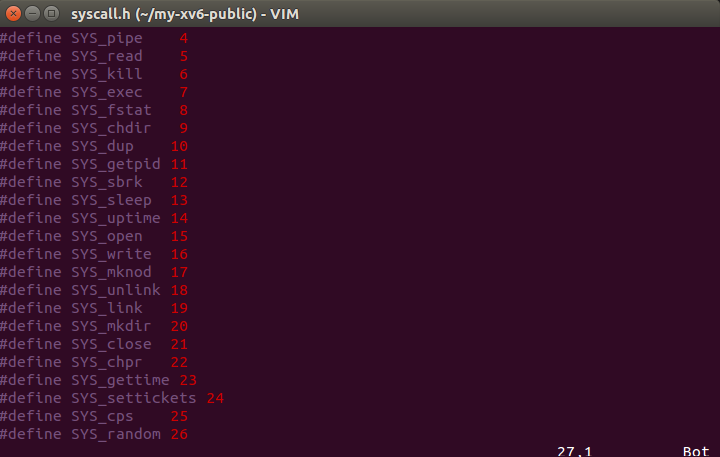 syscall.h (~/my-xv6-public) - VIM
#define SYS_pipe    4
#define SYS_read    5
#define SYS_kill    6
#define SYS_exec    7
#define SYS_fstat   8
#define SYS_chdir   9
#define SYS_dup    10
#define SYS_getpid 11
#define SYS_sbrk   12
#define SYS_sleep  13
#define SYS_uptime 14
#define SYS_open   15
#define SYS_write  16
#define SYS_mknod  17
#define SYS_unlink 18
#define SYS_link   19
#define SYS_mkdir  20
#define SYS_close  21
#define SYS_chpr   22
#define SYS_gettime 23
#define SYS_settickets 24
#define SYS_cps    25
#define SYS_random 26
27,1          Bot